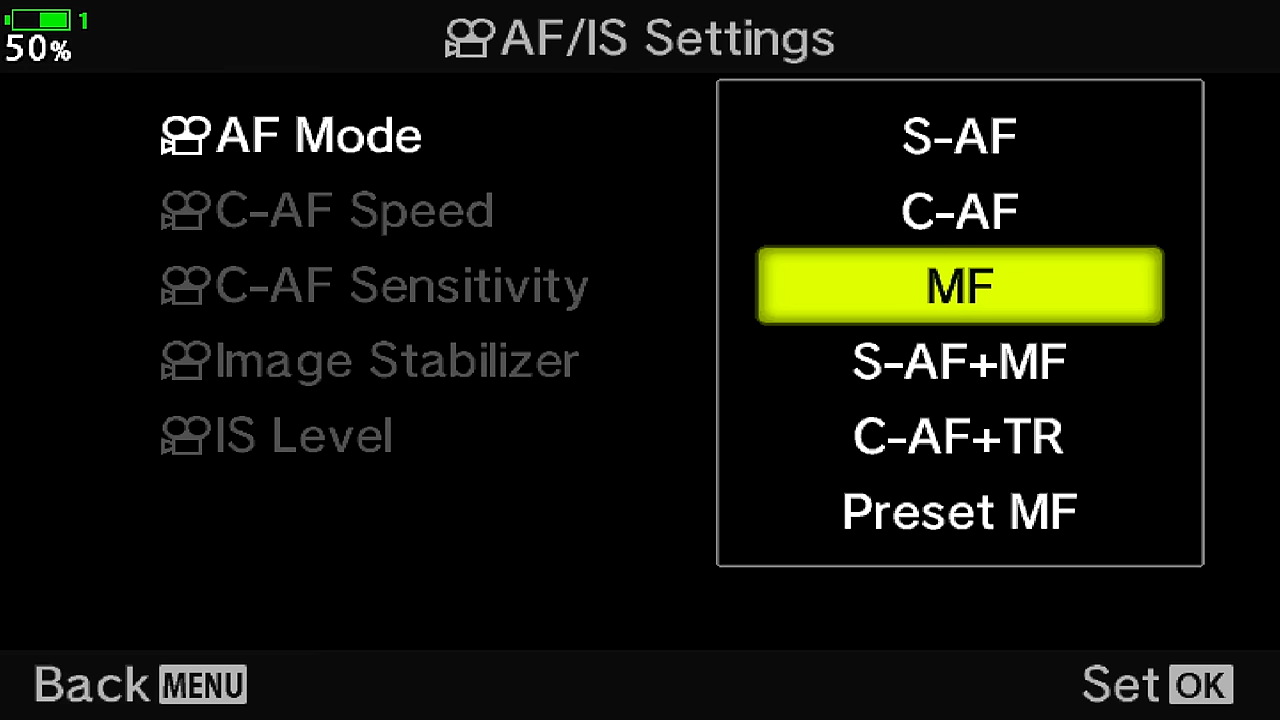 1
50%
AF/IS Settings
AF Mode
C-AF Speed
C-AF Sensitivity
Image Stabilizer
IS Level
S-AF
C-AF
MF
S-AF+MF
C-AF+TR
Preset MF
Back MENU
Set OK